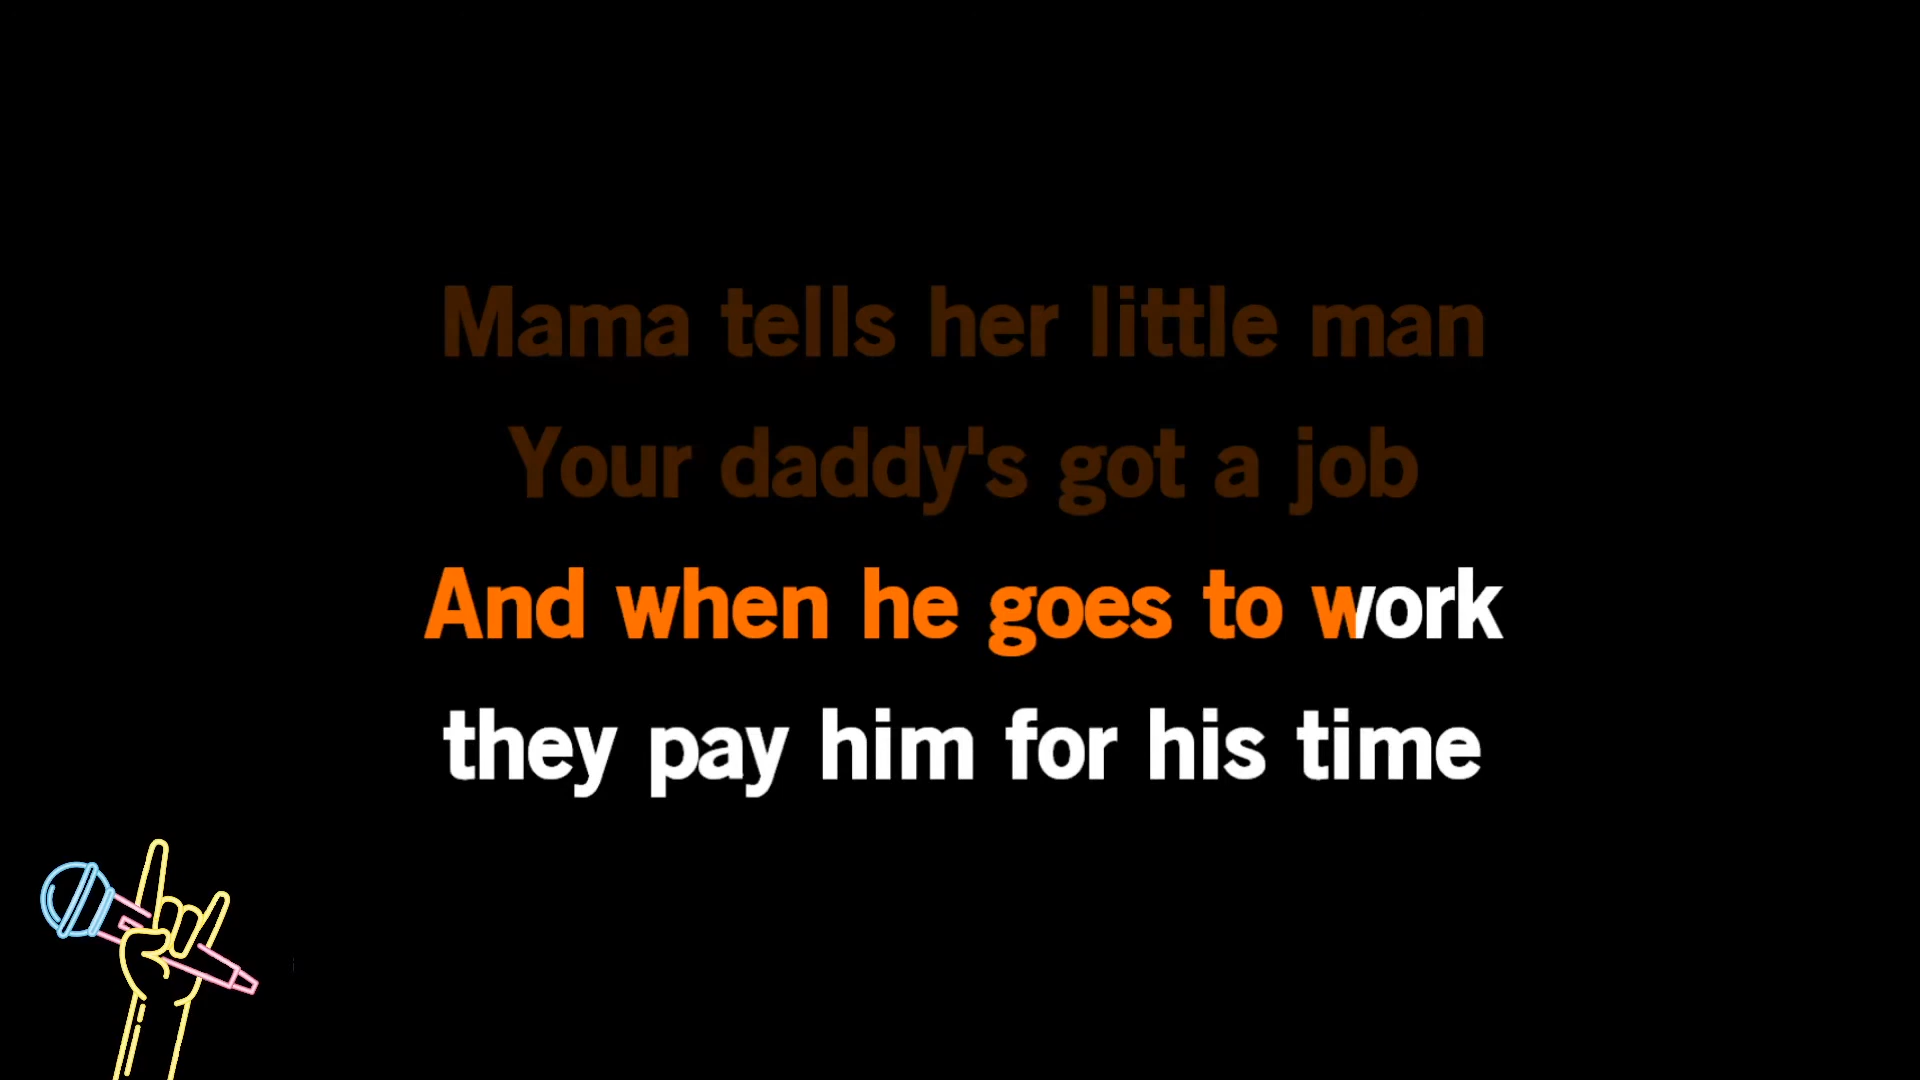 Mama tells her little man
Your daddy's got a job
And when he goes to work
they pay him for his time